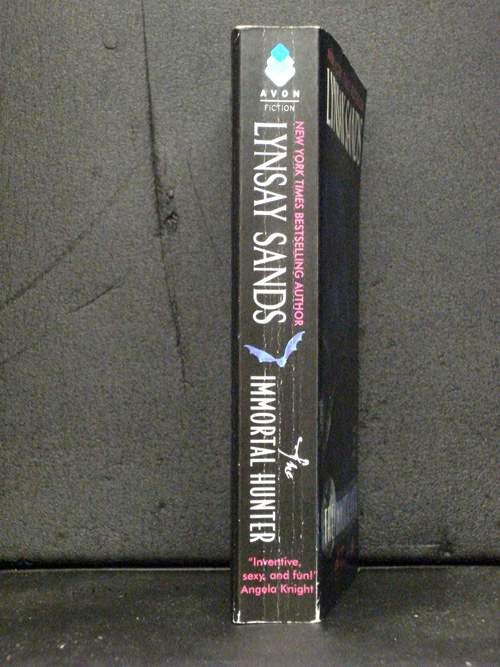 AVON
FICTION
NEW YORK TIMES BESTSELLING AUTHOR
LYNSAY SANDS
The
IMMORTAL HUNTER
"Inventive,
sexy, and fun!"
Angela Knight